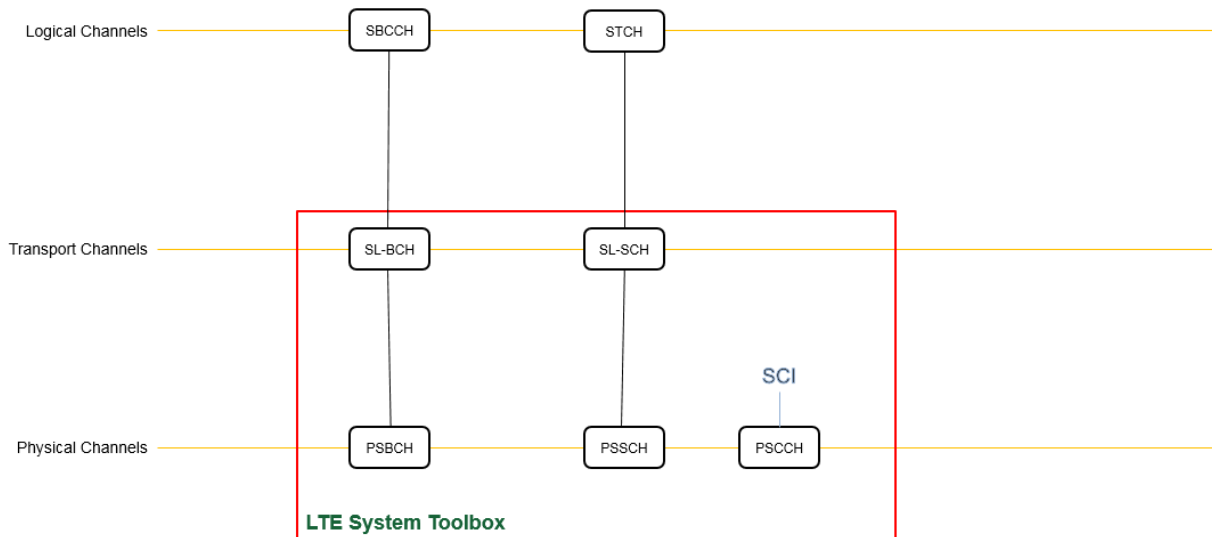 Logical Channels SBCCH STCH
Transport Channels SL-BCH SL-SCH
SCI
Physical Channels PSBCH PSSCH PSCCH
LTE System Toolbox